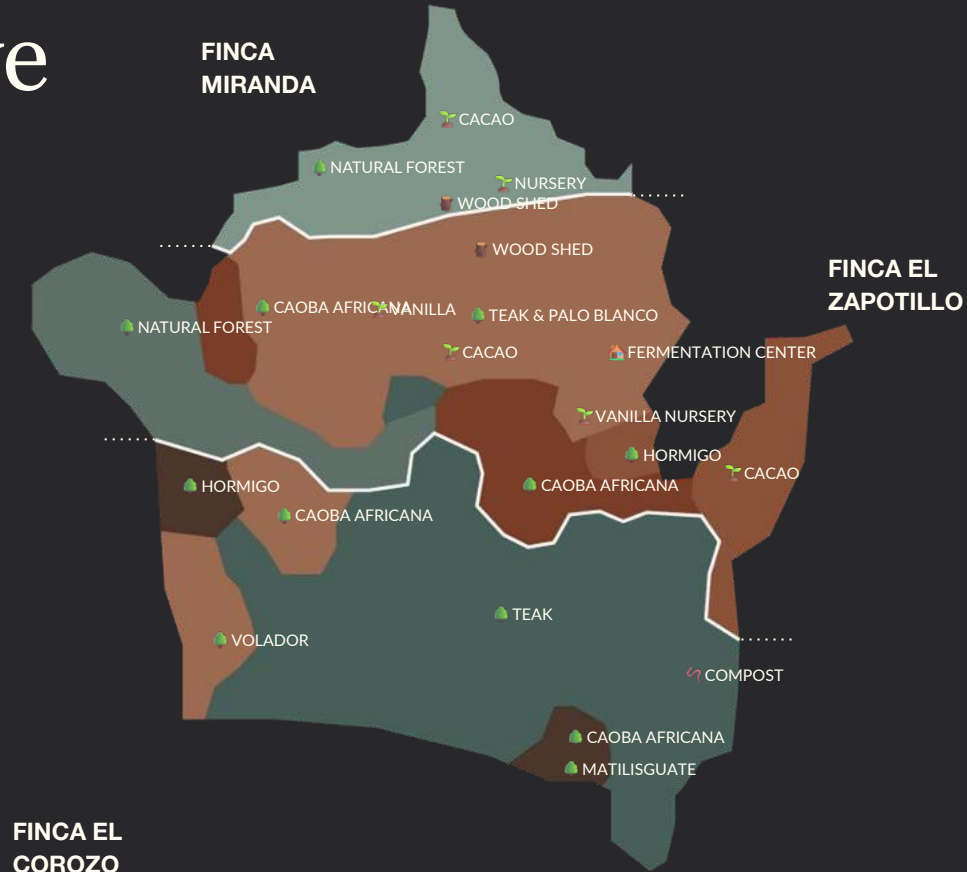 FINCA
MIRANDA
CACAO
NATURAL FOREST
NURSERY
WOOD SHED
WOOD SHED
FINCA EL
ZAPOTILLO
CAOBA AFRICANA
VANILLA
TEAK & PALO BLANCO
NATURAL FOREST
CACAO
FERMENTATION CENTER
VANILLA NURSERY
HORMIGO
CACAO
HORMIGO
CAOBA AFRICANA
CAOBA AFRICANA
TEAK
VOLADOR
COMPOST
CAOBA AFRICANA
MATILISGUATE
FINCA EL
COROZO